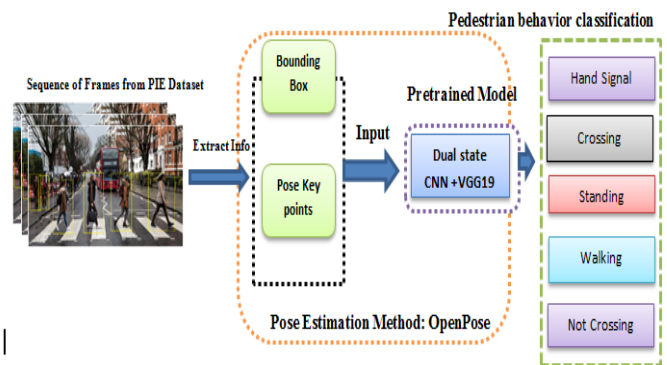 Pedestrian behavior classification
Sequence of Frames from PIE Dataset
Extract Info
Bounding
Box
Pose Key
points
Input
Pretrained Model
Dual state
CNN +VGG19
Hand Signal
Crossing
Standing
Walking
Not Crossing
Pose Estimation Method: OpenPose